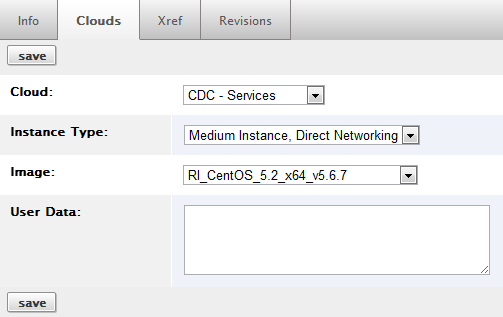 Info Clouds Xref Revisions
save
Cloud: CDC - Services
Instance Type: Medium Instance, Direct Networking
Image: RI_CentOS_5.2_x64_v5.6.7
User Data:
save